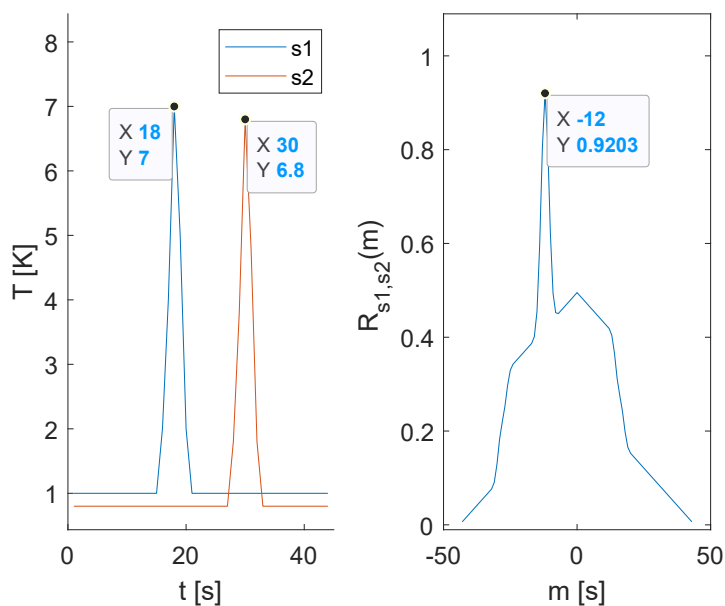 T [K]
8
7
6
5
4
3
2
1
0
20
40
t [s]
s1
s2
X 18
Y 7
X 30
Y 6.8
R_{s1,s2}(m)
1
0.8
0.6
0.4
0.2
0
-50
0
50
m [s]
X -12
Y 0.9203